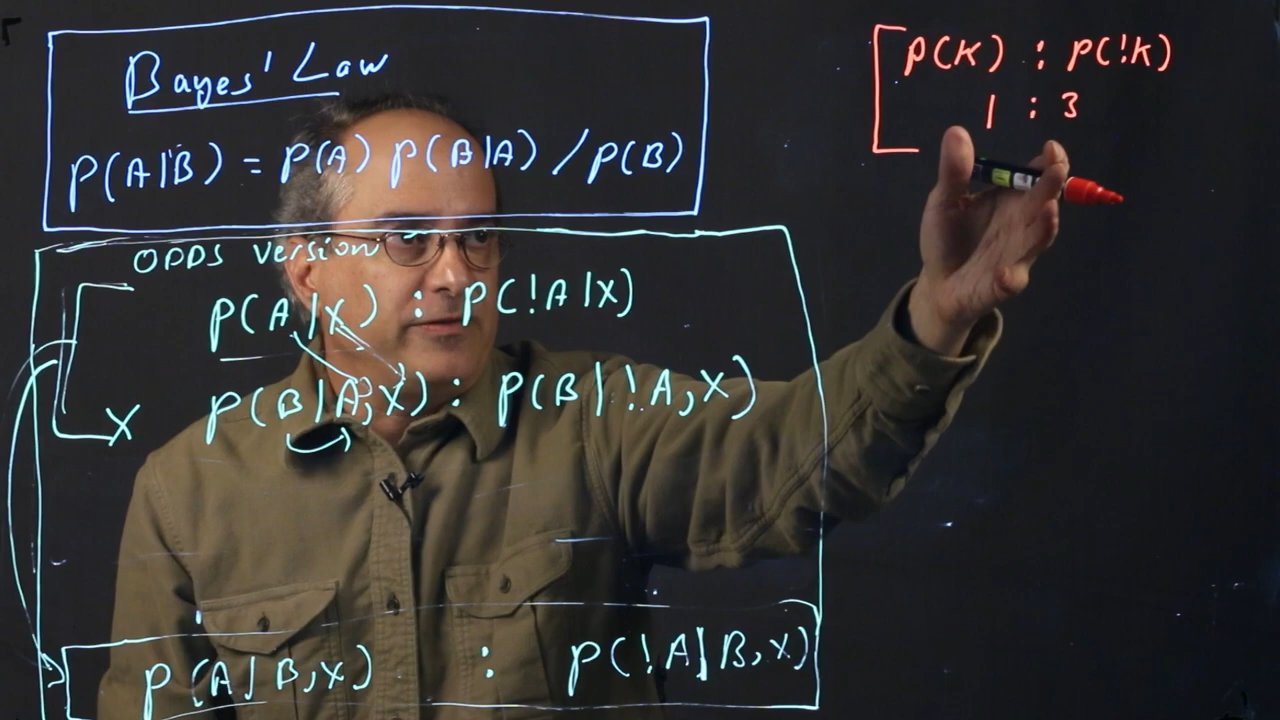 Bayes' Law
P(A|B) = P(A) P(B|A) / P(B)
ODDS version
P(A|X) : P(!A|X)
X P(B|A,X) : P(B|!A,X)
P(A|B,X) : P(!A|B,X)
P(K) : P(!K)
1 : 3